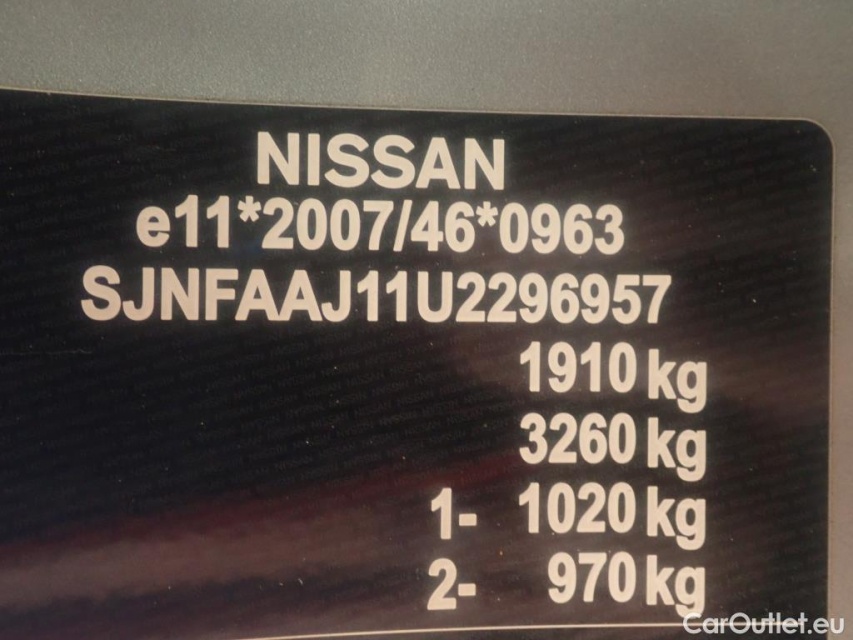 NISSAN
e11*2007/46*0963
SJNFAAJ11U2296957
1910 kg
3260 kg
1- 1020 kg
2- 970 kg
CarOutlet.eu